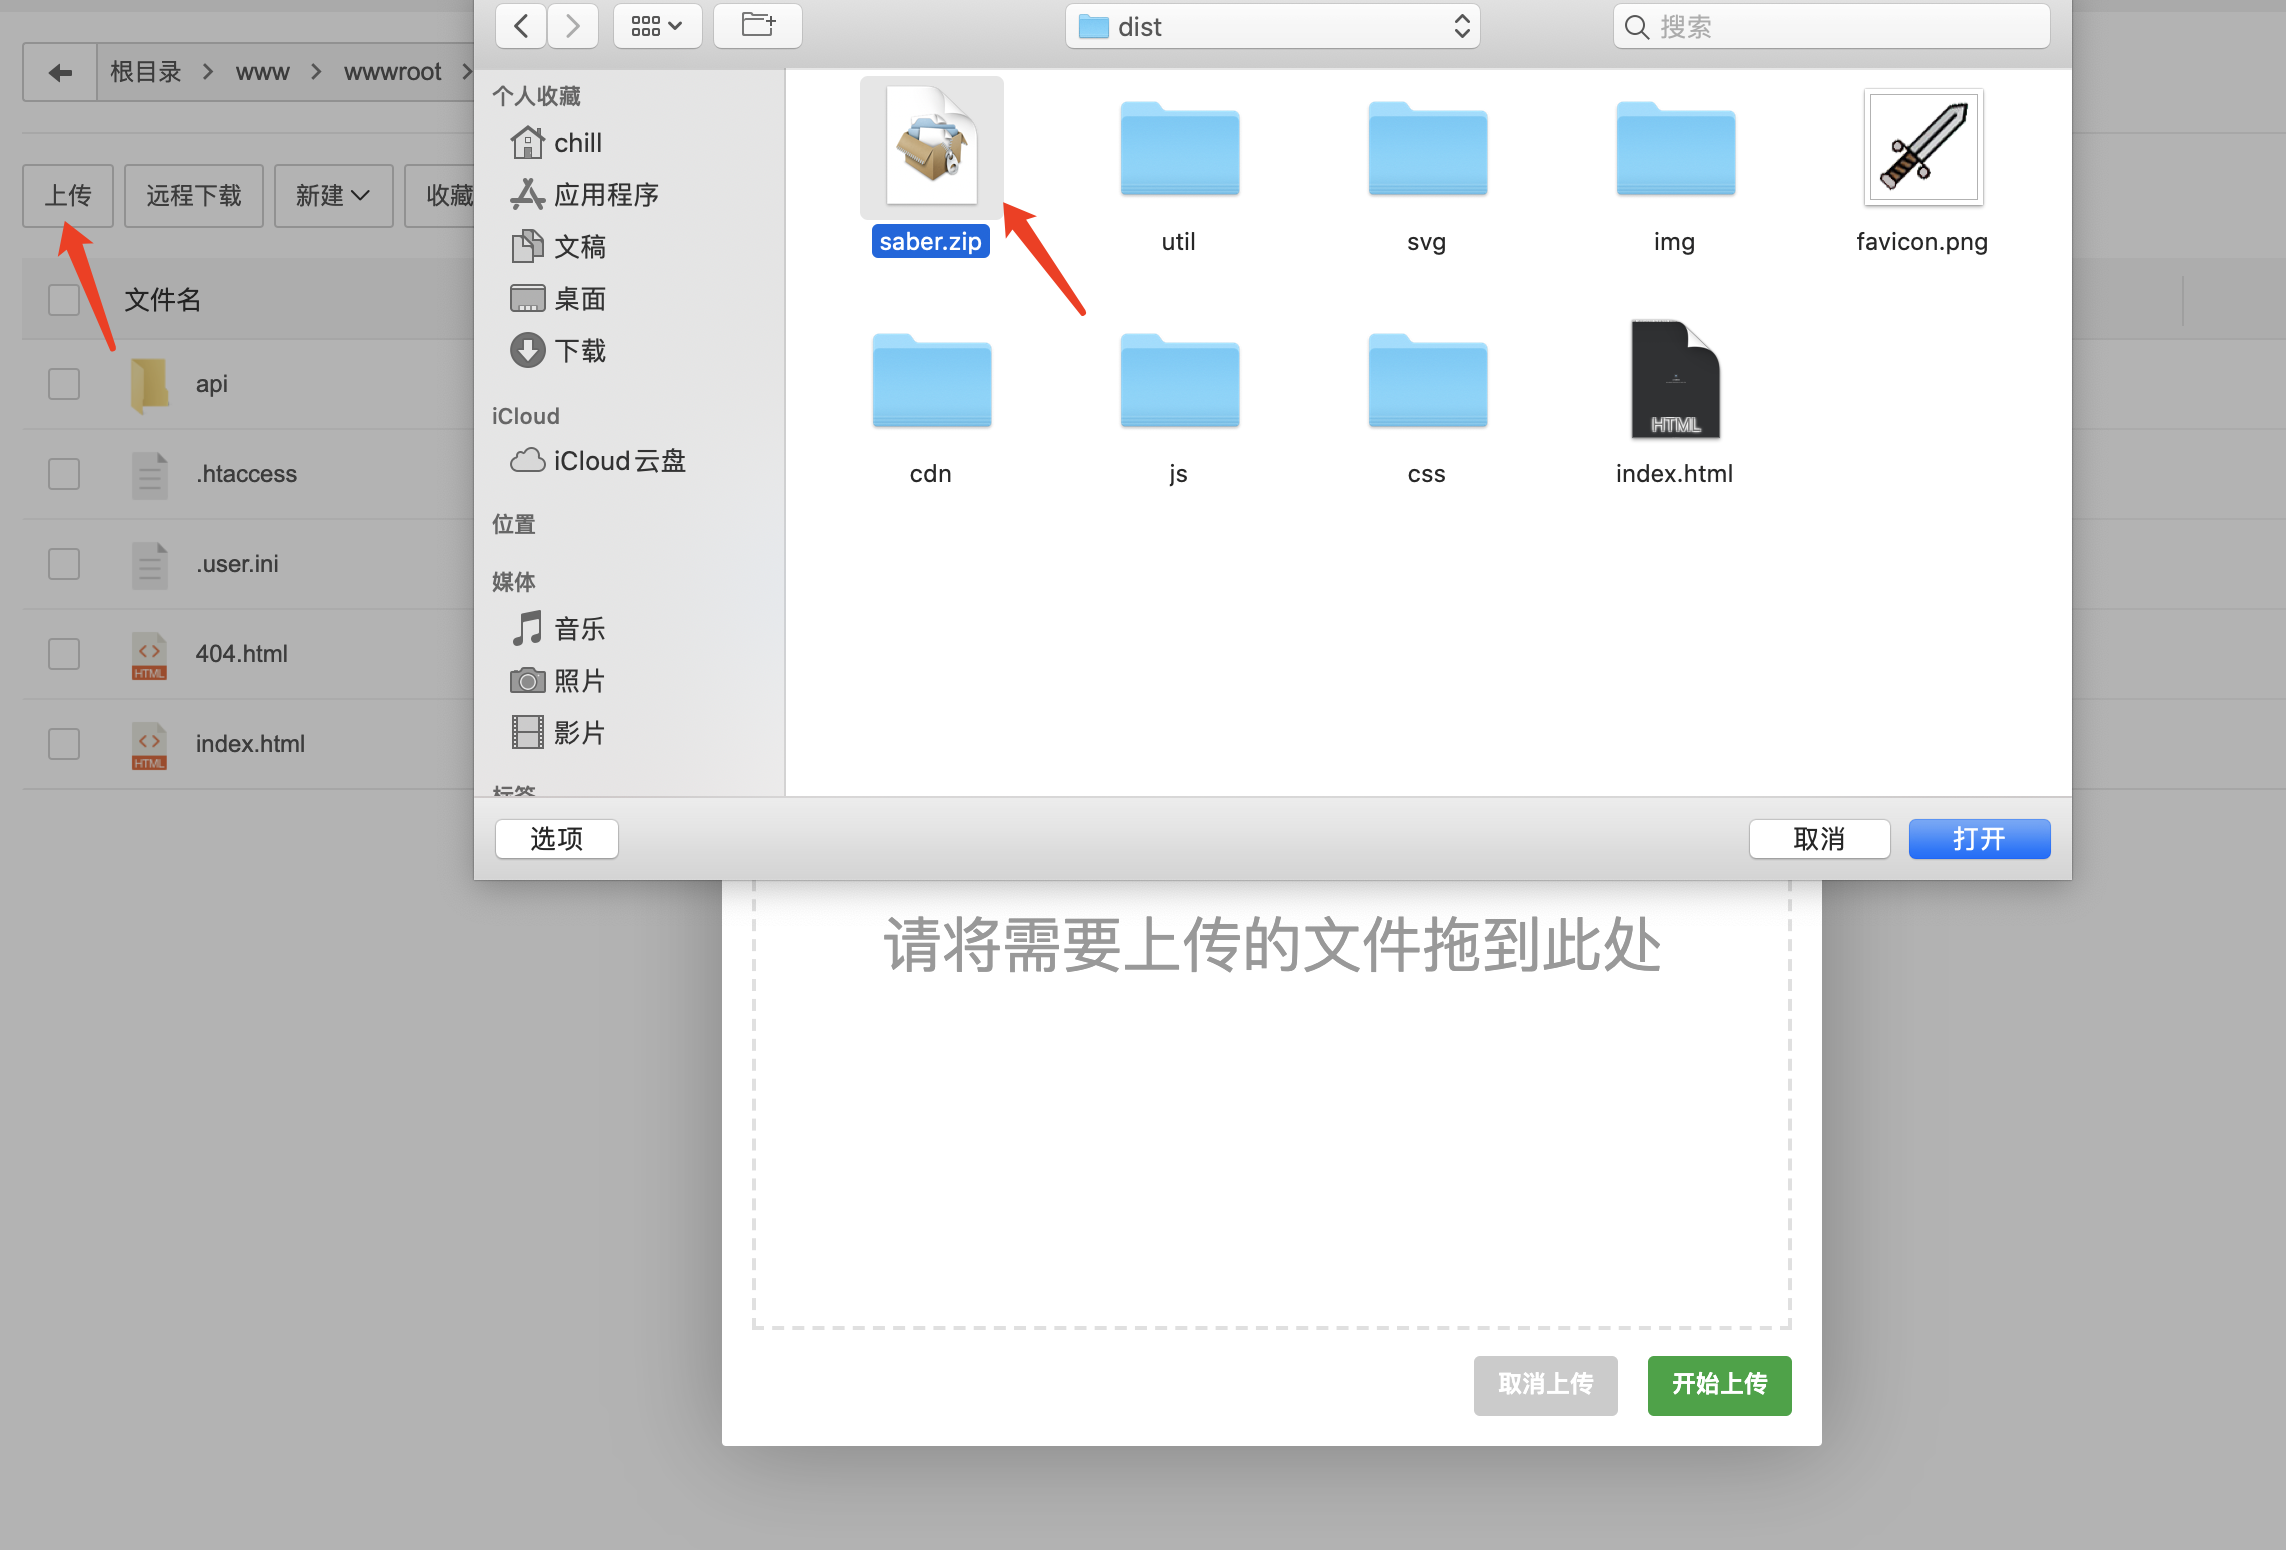 dist
搜索
根目录 > www > wwwroot >
上传
远程下载
新建
收藏
文件名
api
.htaccess
.user.ini
404.html
index.html
个人收藏
chill
应用程序
文稿
桌面
下载
iCloud
iCloud云盘
位置
媒体
音乐
照片
影片
标签
saber.zip
util
svg
img
favicon.png
cdn
js
css
HTML
index.html
选项
取消
打开
请将需要上传的文件拖到此处
取消上传
开始上传
HTML
HTML